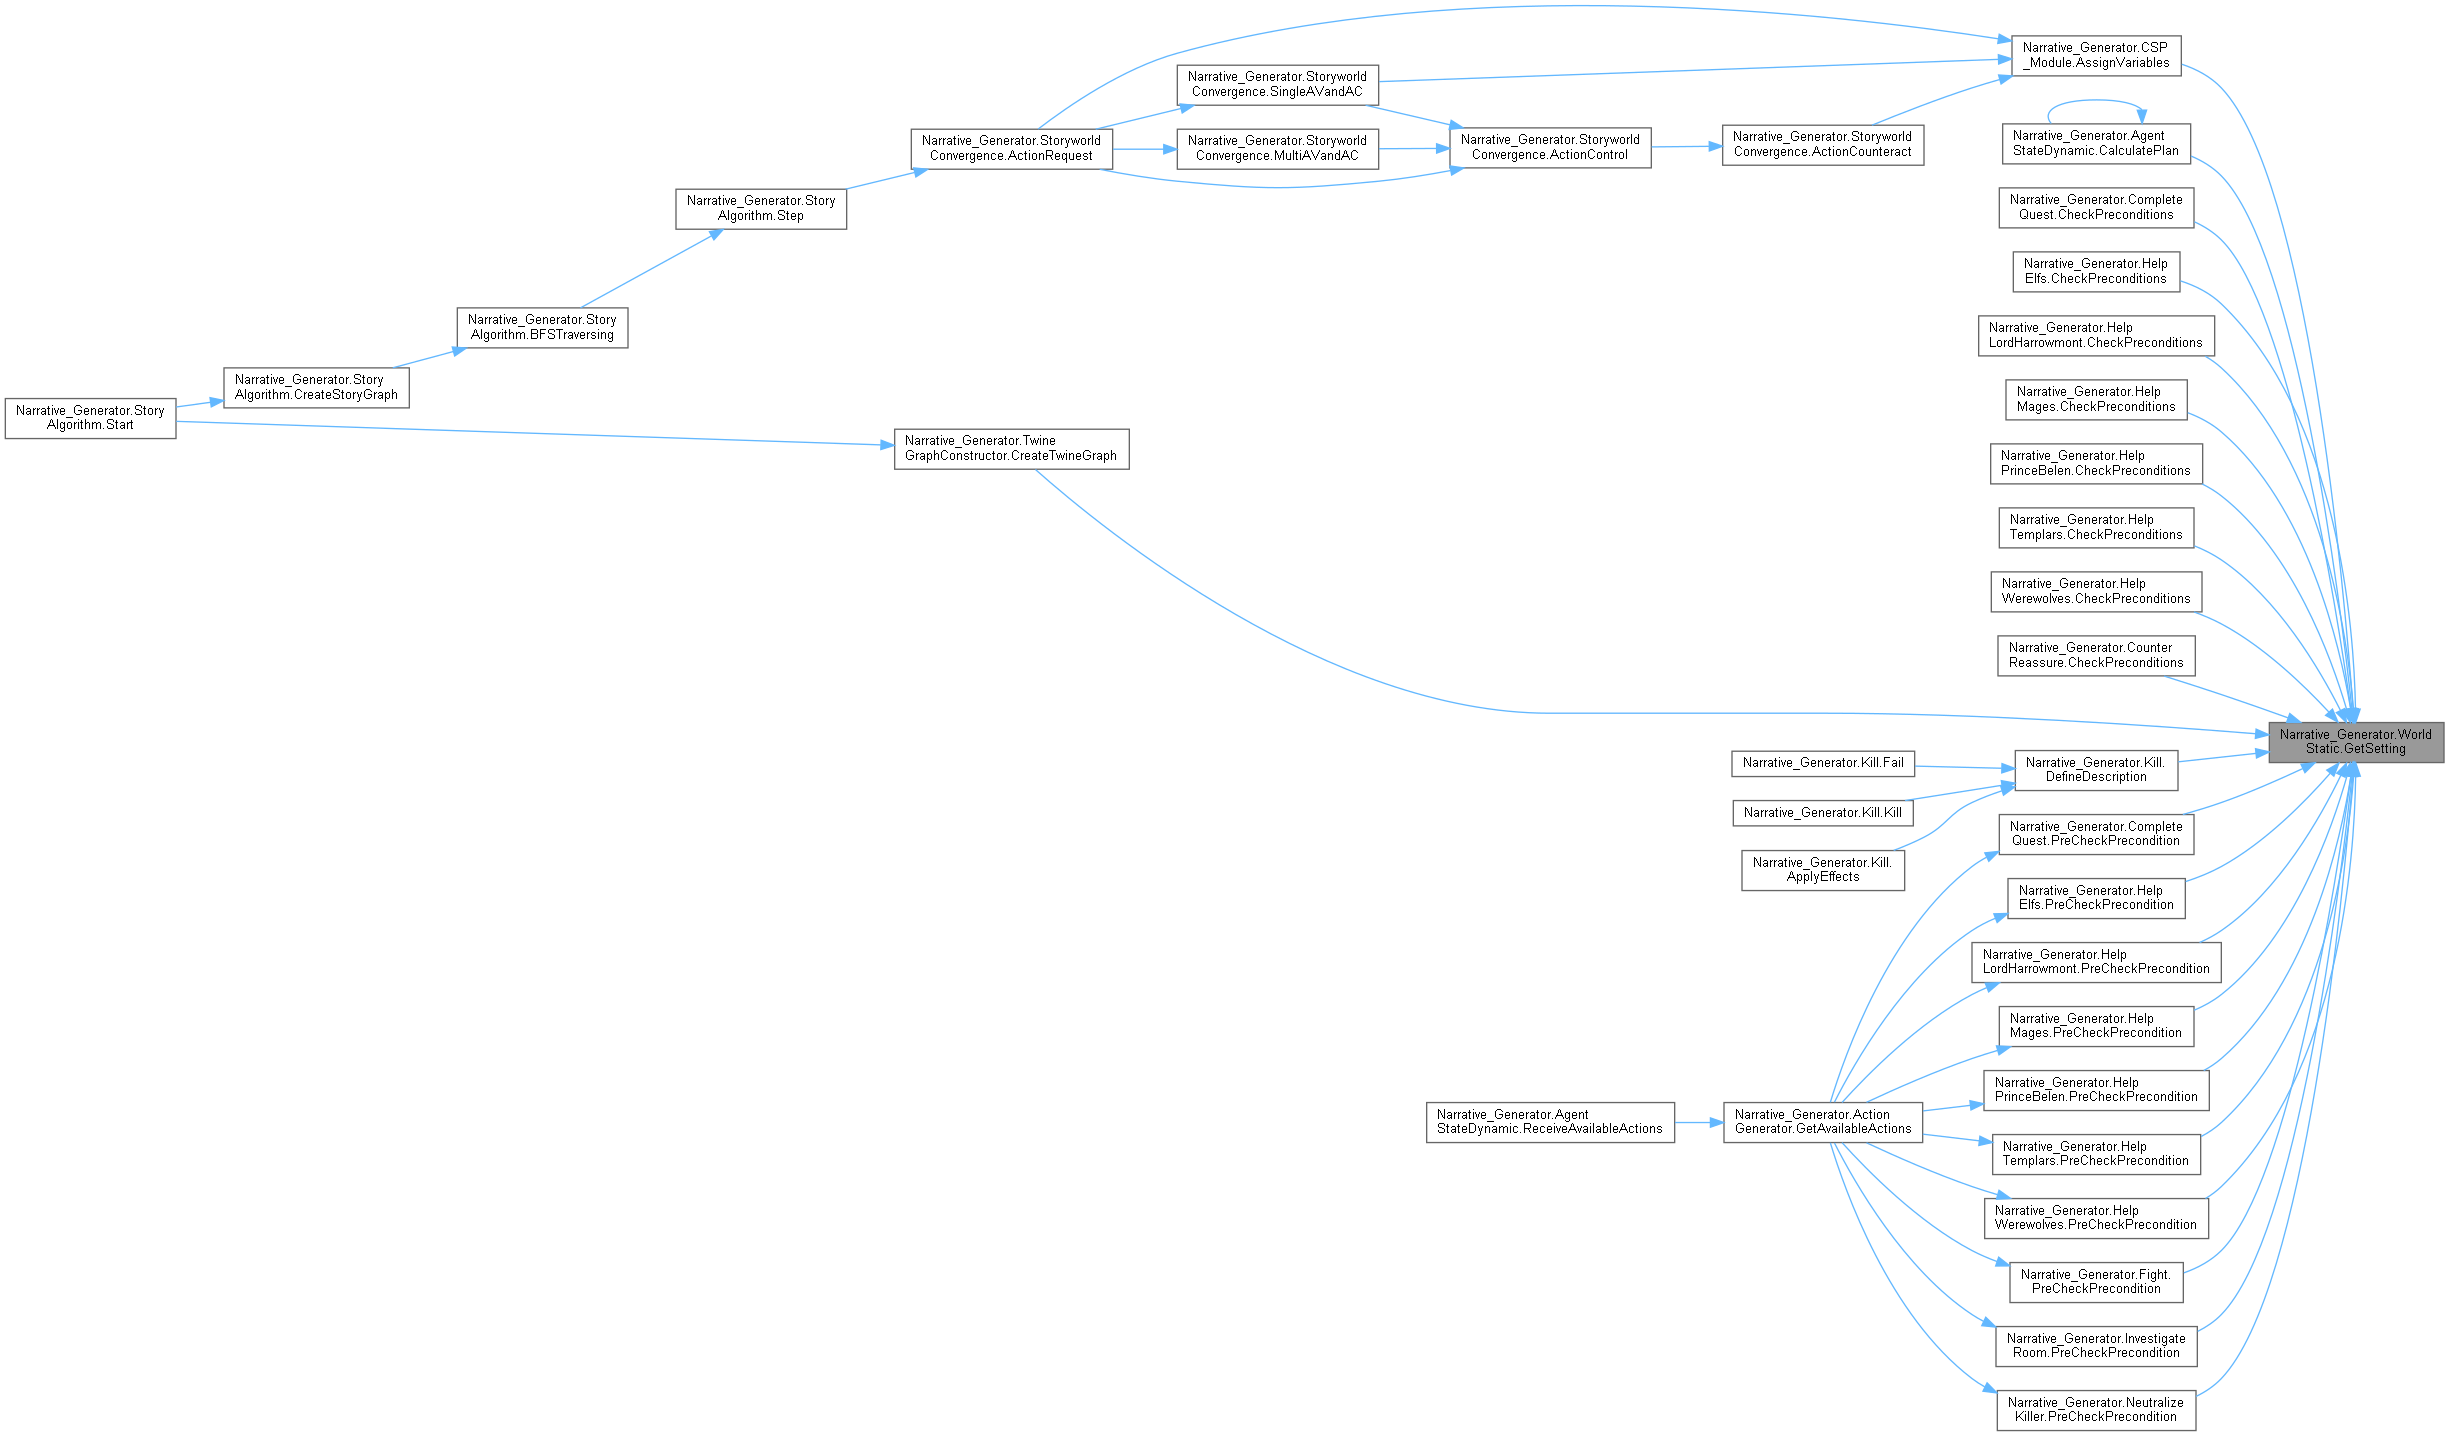 Narrative_Generator.CSP
_Module.AssignVariables
Narrative_Generator.Storyworld
Convergence.SingleAVandAC
Narrative_Generator.Storyworld
Convergence.ActionRequest
Narrative_Generator.Storyworld
Convergence.MultiAVandAC
Narrative_Generator.Storyworld
Convergence.ActionControl
Narrative_Generator.Storyworld
Convergence.ActionCounteract
Narrative_Generator.Agent
StateDynamic.CalculatePlan
Narrative_Generator.Story
Algorithm.Step
Narrative_Generator.Complete
Quest.CheckPreconditions
Narrative_Generator.Help
Elfs.CheckPreconditions
Narrative_Generator.Story
Algorithm.BFSTraversing
Narrative_Generator.Help
LordHarrowmont.CheckPreconditions
Narrative_Generator.Story
Algorithm.CreateStoryGraph
Narrative_Generator.Help
Mages.CheckPreconditions
Narrative_Generator.Story
Algorithm.Start
Narrative_Generator.Twine
GraphConstructor.CreateTwineGraph
Narrative_Generator.Help
PrinceBelen.CheckPreconditions
Narrative_Generator.Help
Templars.CheckPreconditions
Narrative_Generator.Help
Werewolves.CheckPreconditions
Narrative_Generator.Counter
Reassure.CheckPreconditions
Narrative_Generator.World
Static.GetSetting
Narrative_Generator.Kill.Fail
Narrative_Generator.Kill.
DefineDescription
Narrative_Generator.Kill.Kill
Narrative_Generator.Complete
Quest.PreCheckPrecondition
Narrative_Generator.Kill.
ApplyEffects
Narrative_Generator.Help
Elfs.PreCheckPrecondition
Narrative_Generator.Help
LordHarrowmont.PreCheckPrecondition
Narrative_Generator.Help
Mages.PreCheckPrecondition
Narrative_Generator.Help
PrinceBelen.PreCheckPrecondition
Narrative_Generator.Agent
StateDynamic.ReceiveAvailableActions
Narrative_Generator.Action
Generator.GetAvailableActions
Narrative_Generator.Help
Templars.PreCheckPrecondition
Narrative_Generator.Help
Werewolves.PreCheckPrecondition
Narrative_Generator.Fight.
PreCheckPrecondition
Narrative_Generator.Investigate
Room.PreCheckPrecondition
Narrative_Generator.Neutralize
Killer.PreCheckPrecondition